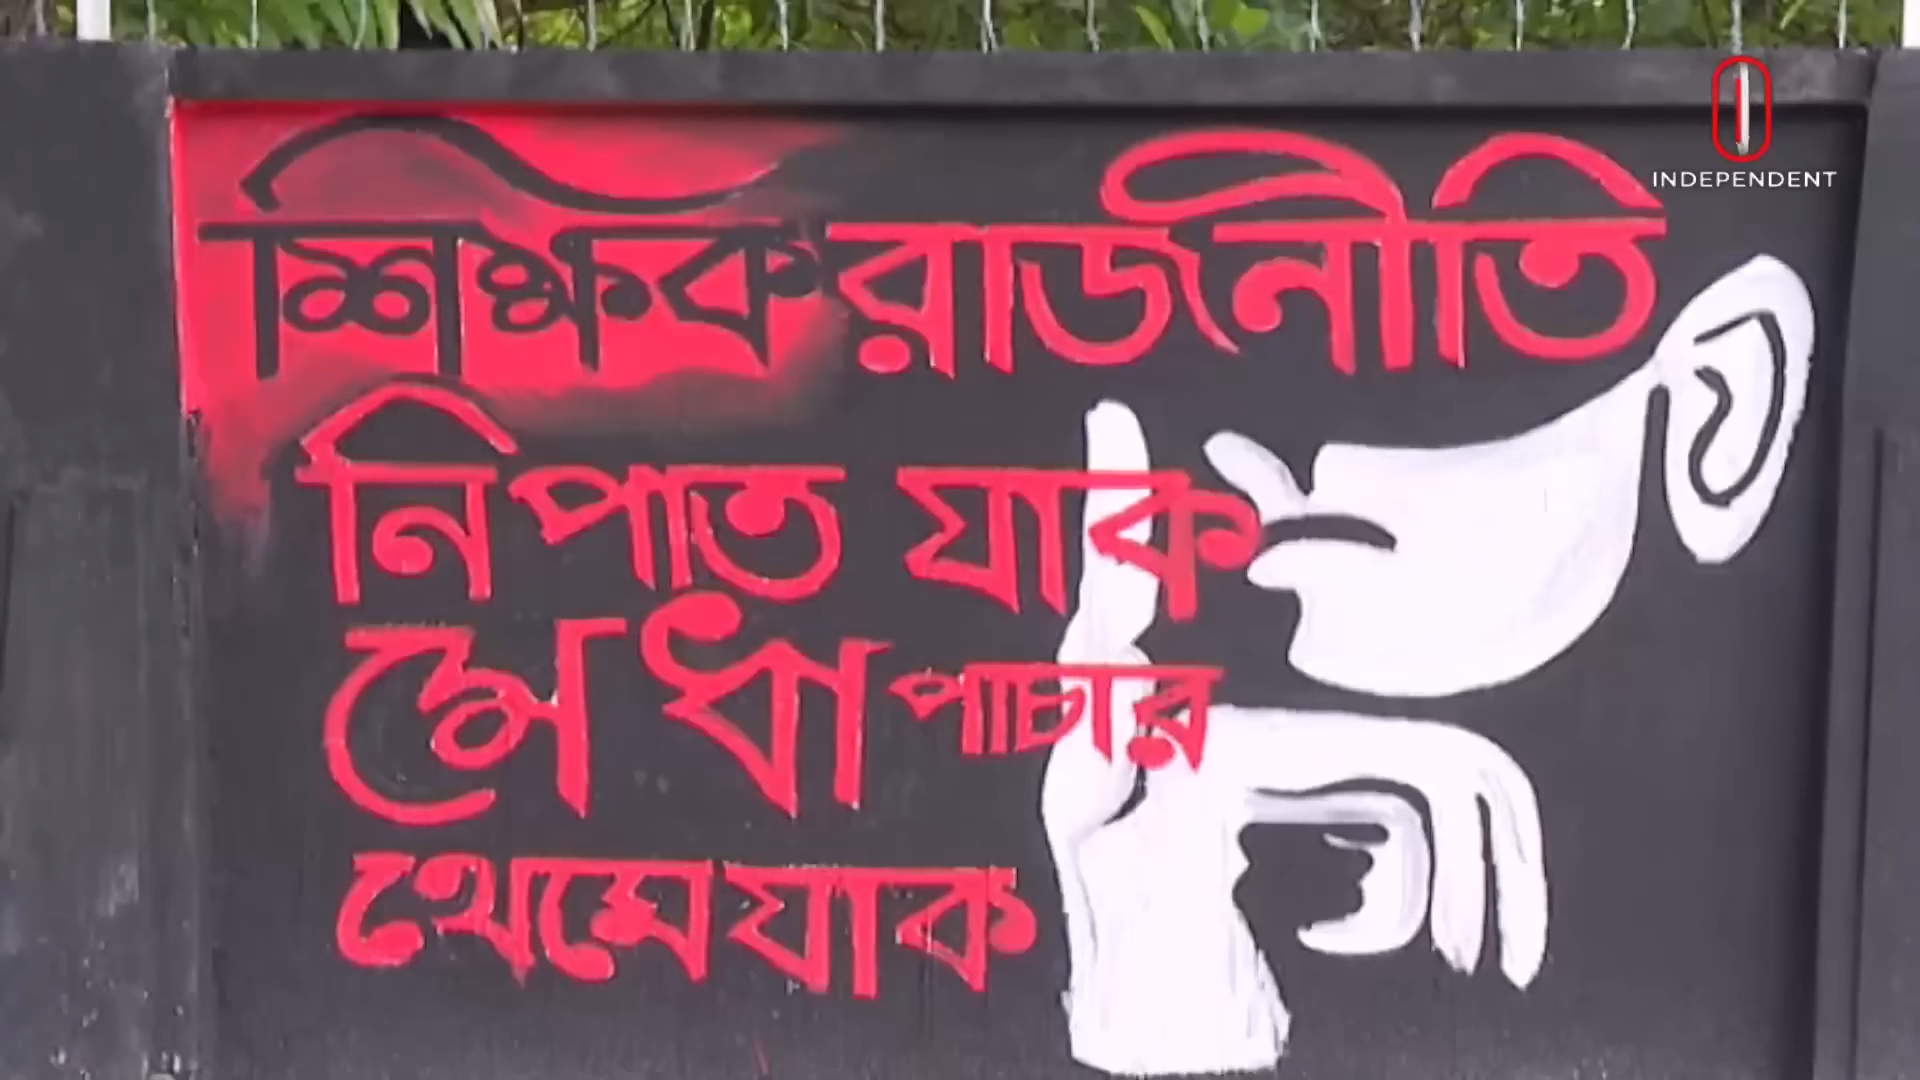 INDEPENDENT
শিক্ষক রাজনীতি
নিপাত যাক
মেধা পাচার
থেমে যাক